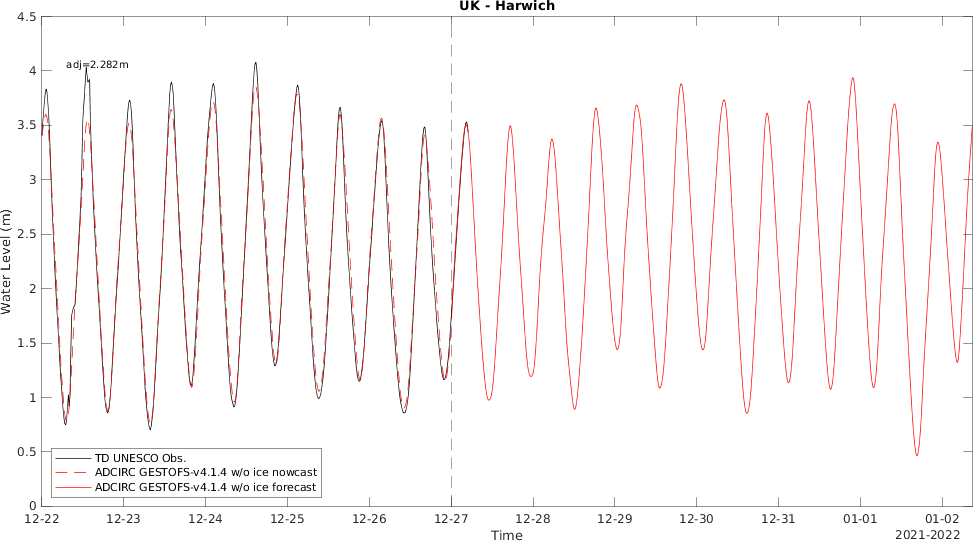 UK - Harwich
4.5
4
3.5
3
2.5
2
1.5
1
0.5
0
Water Level (m)
adj=2.282m
TD UNESCO Obs.
ADCIRC GESTOFS-v4.1.4 w/o ice nowcast
ADCIRC GESTOFS-v4.1.4 w/o ice forecast
12-22 12-23 12-24 12-25 12-26 12-27 12-28 12-29 12-30 12-31 01-01 01-02
Time
2021-2022